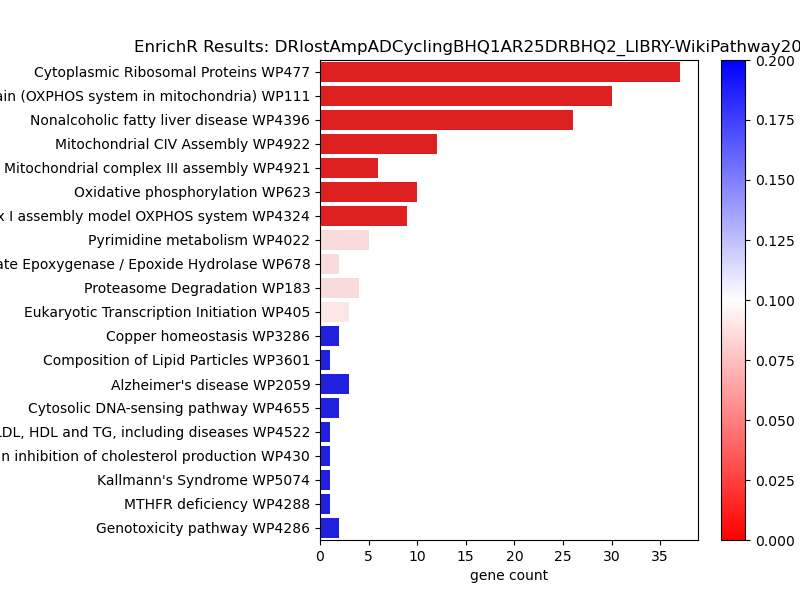 EnrichR Results: DRlostAmpADCyclingBHQ1AR25DRBHQ2_LIBRY-WikiPathway20
Cytoplasmic Ribosomal Proteins WP477
(OXPHOS system in mitochondria) WP111
Nonalcoholic fatty liver disease WP4396
Mitochondrial CIV Assembly WP4922
Mitochondrial complex III assembly WP4921
Oxidative phosphorylation WP623
I assembly model OXPHOS system WP4324
Pyrimidine metabolism WP4022
Epoxygenase / Epoxide Hydrolase WP678
Proteasome Degradation WP183
Eukaryotic Transcription Initiation WP405
Copper homeostasis WP3286
Composition of Lipid Particles WP3601
Alzheimer's disease WP2059
Cytosolic DNA-sensing pathway WP4655
LDL, HDL and TG, including diseases WP4522
inhibition of cholesterol production WP430
Kallmann's Syndrome WP5074
MTHFR deficiency WP4288
Genotoxicity pathway WP4286
0 5 10 15 20 25 30 35
gene count
0.200
0.175
0.150
0.125
0.100
0.075
0.050
0.025
0.000